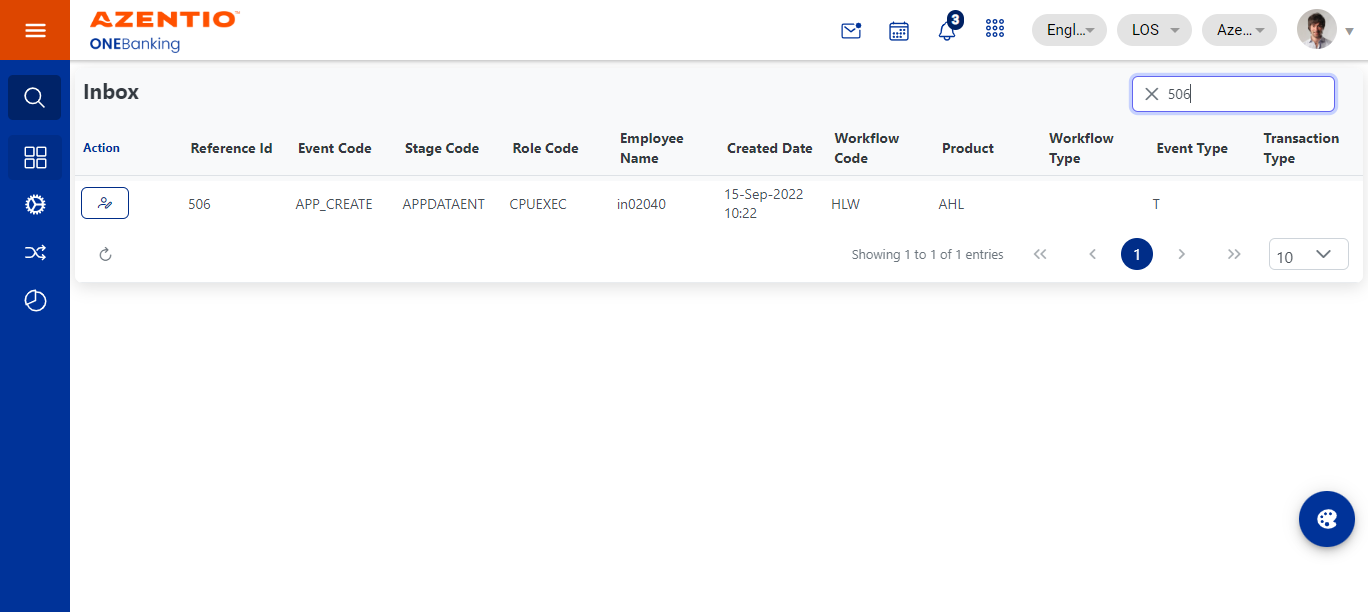 AZENTIO™
ONEBanking
3
Engl...
LOS
Aze...
Inbox
506
Action
Reference Id
Event Code
Stage Code
Role Code
Employee
Name
Created Date
Workflow
Code
Product
Workflow
Type
Event Type
Transaction
Type
506
APP_CREATE
APPDATAENT
CPUEXEC
in02040
15-Sep-2022
10:22
HLW
AHL
T
Showing 1 to 1 of 1 entries
1
10